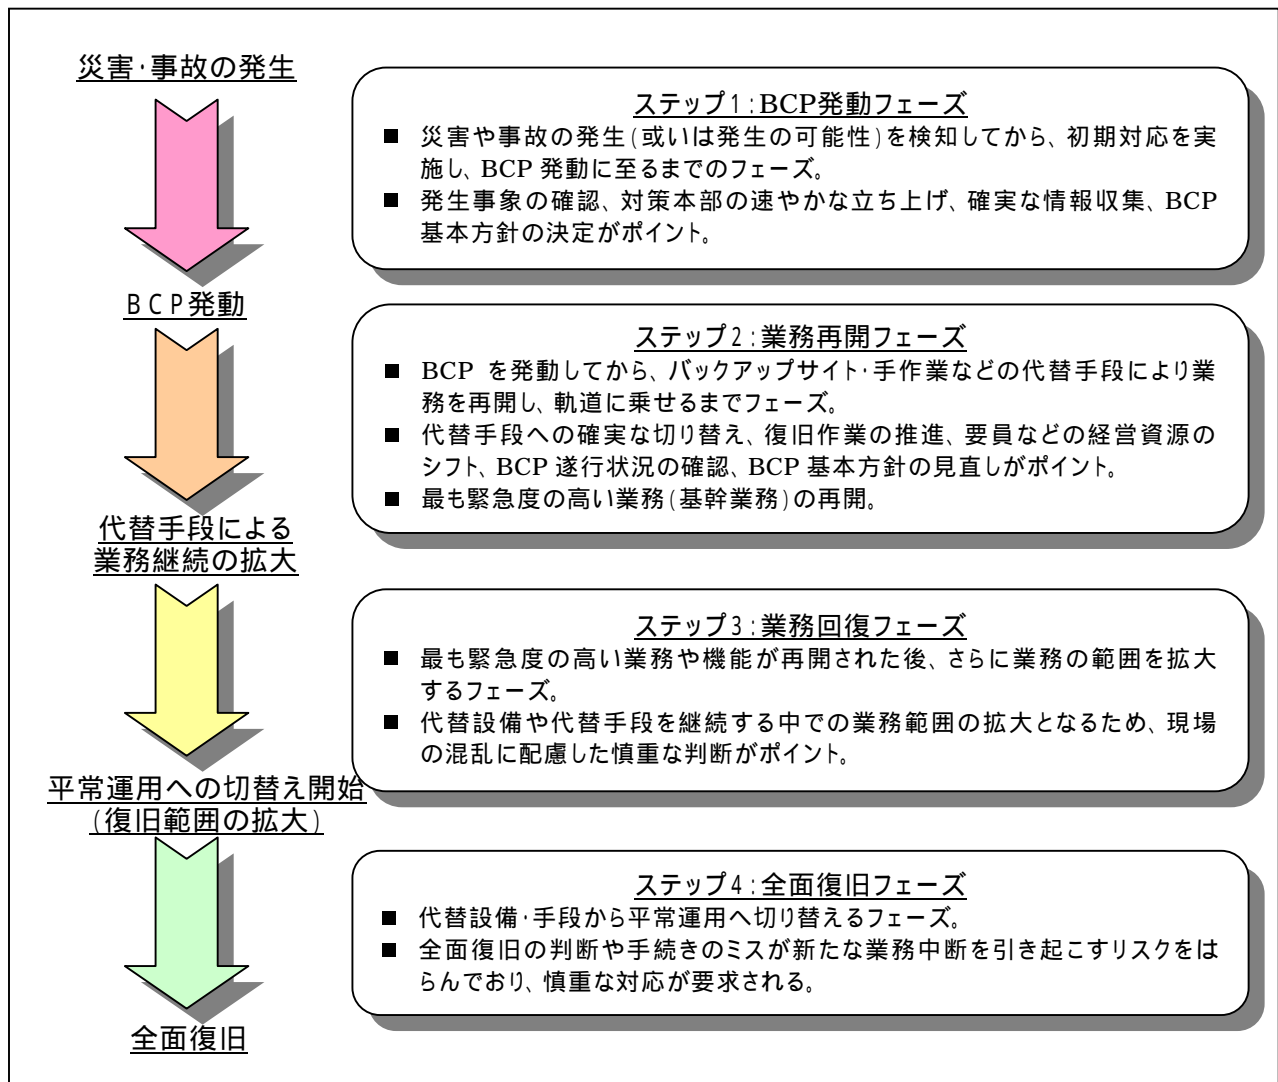 災害・事故の発生
ステップ1:BCP発動フェーズ
■ 災害や事故の発生(或いは発生の可能性)を検知してから、初期対応を実
施し、BCP 発動に至るまでのフェーズ。
■ 発生事象の確認、対策本部の速やかな立ち上げ、確実な情報収集、BCP
基本方針の決定がポイント。
BCP発動
ステップ2:業務再開フェーズ
■ BCP を発動してから、バックアップサイト・手作業などの代替手段により業
務を再開し、軌道に乗せるまでフェーズ。
■ 代替手段への確実な切り替え、復旧作業の推進、要員などの経営資源の
シフト、BCP 遂行状況の確認、BCP 基本方針の見直しがポイント。
■ 最も緊急度の高い業務(基幹業務)の再開。
代替手段による
業務継続の拡大
ステップ3:業務回復フェーズ
■ 最も緊急度の高い業務や機能が再開された後、さらに業務の範囲を拡大
するフェーズ。
■ 代替設備や代替手段を継続する中での業務範囲の拡大となるため、現場
の混乱に配慮した慎重な判断がポイント。
平常運用への切替え開始
(復旧範囲の拡大)
ステップ4:全面復旧フェーズ
■ 代替設備・手段から平常運用へ切り替えるフェーズ。
■ 全面復旧の判断や手続きのミスが新たな業務中断を引き起こすリスクをは
らんでおり、慎重な対応が要求される。
全面復旧